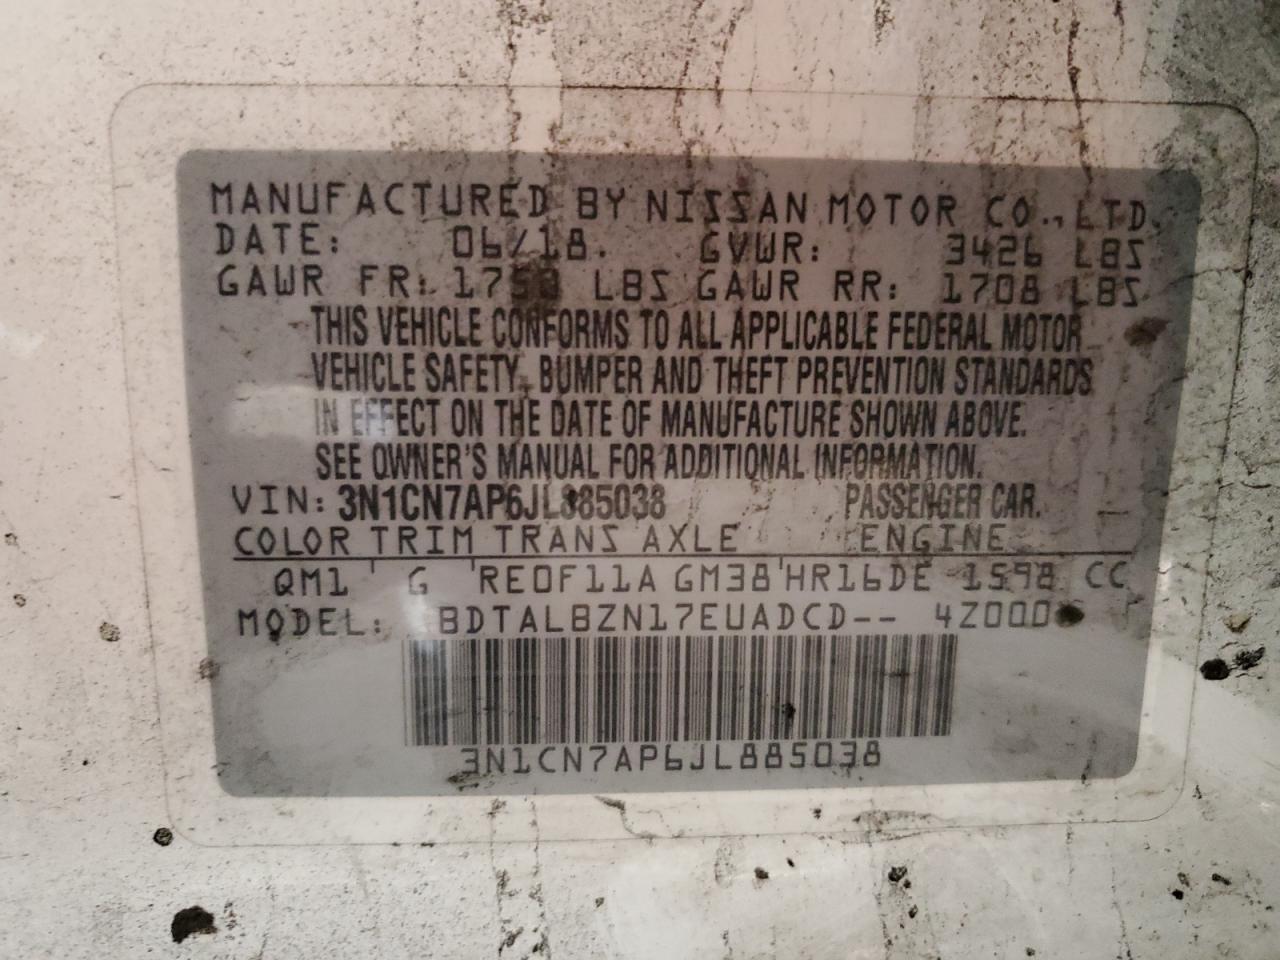 MANUFACTURED BY NISSAN MOTOR CO., LTD.
DATE: 06/18. GVWR: 3426 LBS
GAWR FR: LBS GAWR RR: 1708 LBS
THIS VEHICLE CONFORMS TO ALL APPLICABLE FEDERAL MOTOR
VEHICLE SAFETY, BUMPER AND THEFT PREVENTION STANDARDS
IN EFFECT ON THE DATE OF MANUFACTURE SHOWN ABOVE.
SEE OWNER'S MANUAL FOR ADDITIONAL INFORMATION.
VIN: 3N1CN7AP6JL885038 PASSENGER CAR.
COLOR TRIM TRANS AXLE ENGINE
QM1 ' G 'RE0F11A GM38'HR16DE 1598 CC
MODEL: BDTALBZN17EUADCD-- 4Z000
3N1CN7AP6JL885038